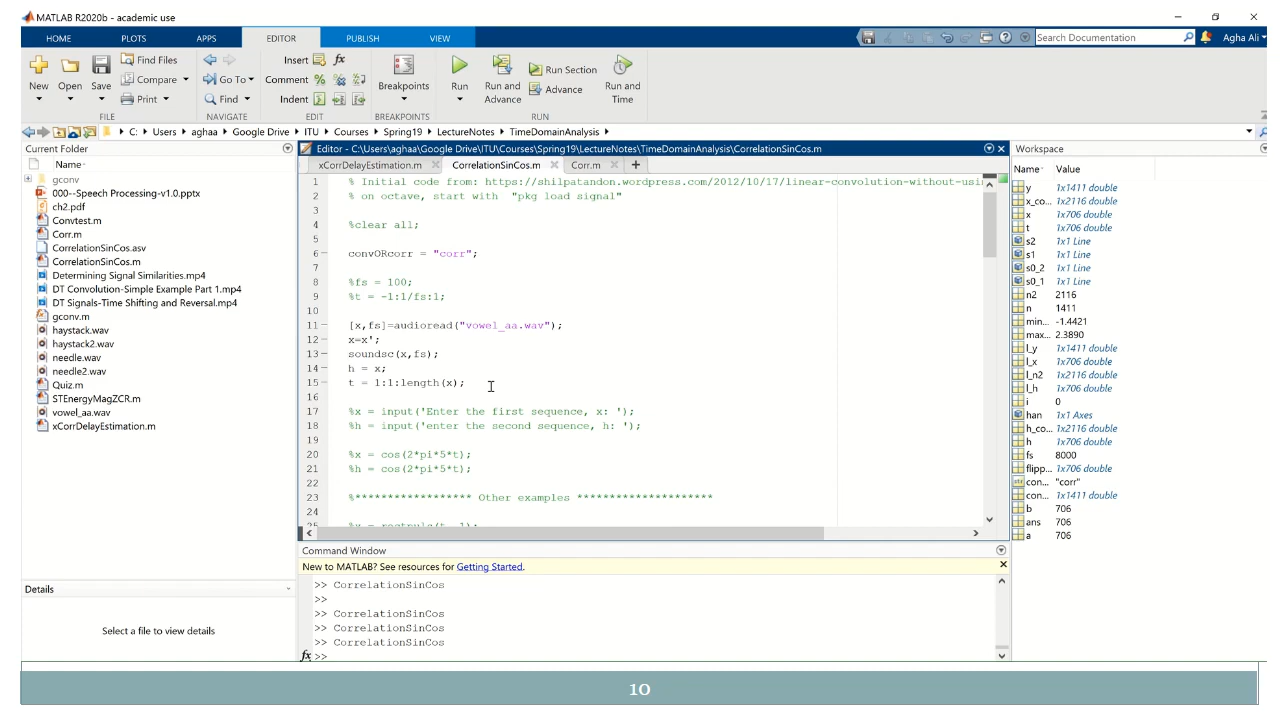 MATLAB R2020b - academic use
HOME PLOTS APPS EDITOR PUBLISH VIEW Search Documentation Agha Ali
New Open Save Find Files Compare Print Go To Find Insert fx Comment Indent Breakpoints Run Run and Advance Run Section Advance Run and Time
FILE NAVIGATE EDIT BREAKPOINTS RUN
C: Users aghaa Google Drive ITU Courses Spring19 LectureNotes TimeDomainAnalysis
Current Folder
Name
gconv
000--Speech Processing-v1.0.pptx
ch2.pdf
Convtest.m
Corr.m
CorrelationSinCos.asv
CorrelationSinCos.m
Determining Signal Similarities.mp4
DT Convolution-Simple Example Part 1.mp4
DT Signals-Time Shifting and Reversal.mp4
gconv.m
haystack.wav
haystack2.wav
needle.wav
needle2.wav
Quiz.m
STEnergyMagZCR.m
vowel_aa.wav
xCorrDelayEstimation.m
Details
Select a file to view details
Editor - C:\Users\aghaa\Google Drive\ITU\Courses\Spring19\LectureNotes\TimeDomainAnalysis\CorrelationSinCos.m
xCorrDelayEstimation.m CorrelationSinCos.m Corr.m
1 % Initial code from: https://shilpatandon.wordpress.com/2012/10/17/linear-convolution-without-usin
2 % on octave, start with "pkg load signal"
3
4 %clear all;
5
6 convORcorr = "corr";
7
8 %fs = 100;
9 %t = -1:1/fs:1;
10
11 [x,fs]=audioread("vowel_aa.wav");
12 x=x';
13 soundsc(x,fs);
14 h = x;
15 t = 1:1:length(x);
16
17 %x = input('Enter the first sequence, x: ');
18 %h = input('enter the second sequence, h: ');
19
20 %x = cos(2*pi*5*t);
21 %h = cos(2*pi*5*t);
22
23 %****************** Other examples *********************
24
25 %x = rectpuls(t, 1);
Command Window
New to MATLAB? See resources for Getting Started.
>> CorrelationSinCos
>>
>> CorrelationSinCos
>> CorrelationSinCos
>> CorrelationSinCos
fx >>
Workspace
Name Value
y 1x1411 double
x_co... 1x2116 double
x 1x706 double
t 1x706 double
s2 1x1 Line
s1 1x1 Line
s0_2 1x1 Line
s0_1 1x1 Line
n2 2116
n 1411
min... -1.4421
max... 2.3890
l_y 1x1411 double
l_x 1x706 double
l_n2 1x2116 double
l_h 1x706 double
i 0
han 1x1 Axes
h_co... 1x2116 double
h 1x706 double
fs 8000
flipp... 1x706 double
con... "corr"
con... 1x1411 double
b 706
ans 706
a 706
10